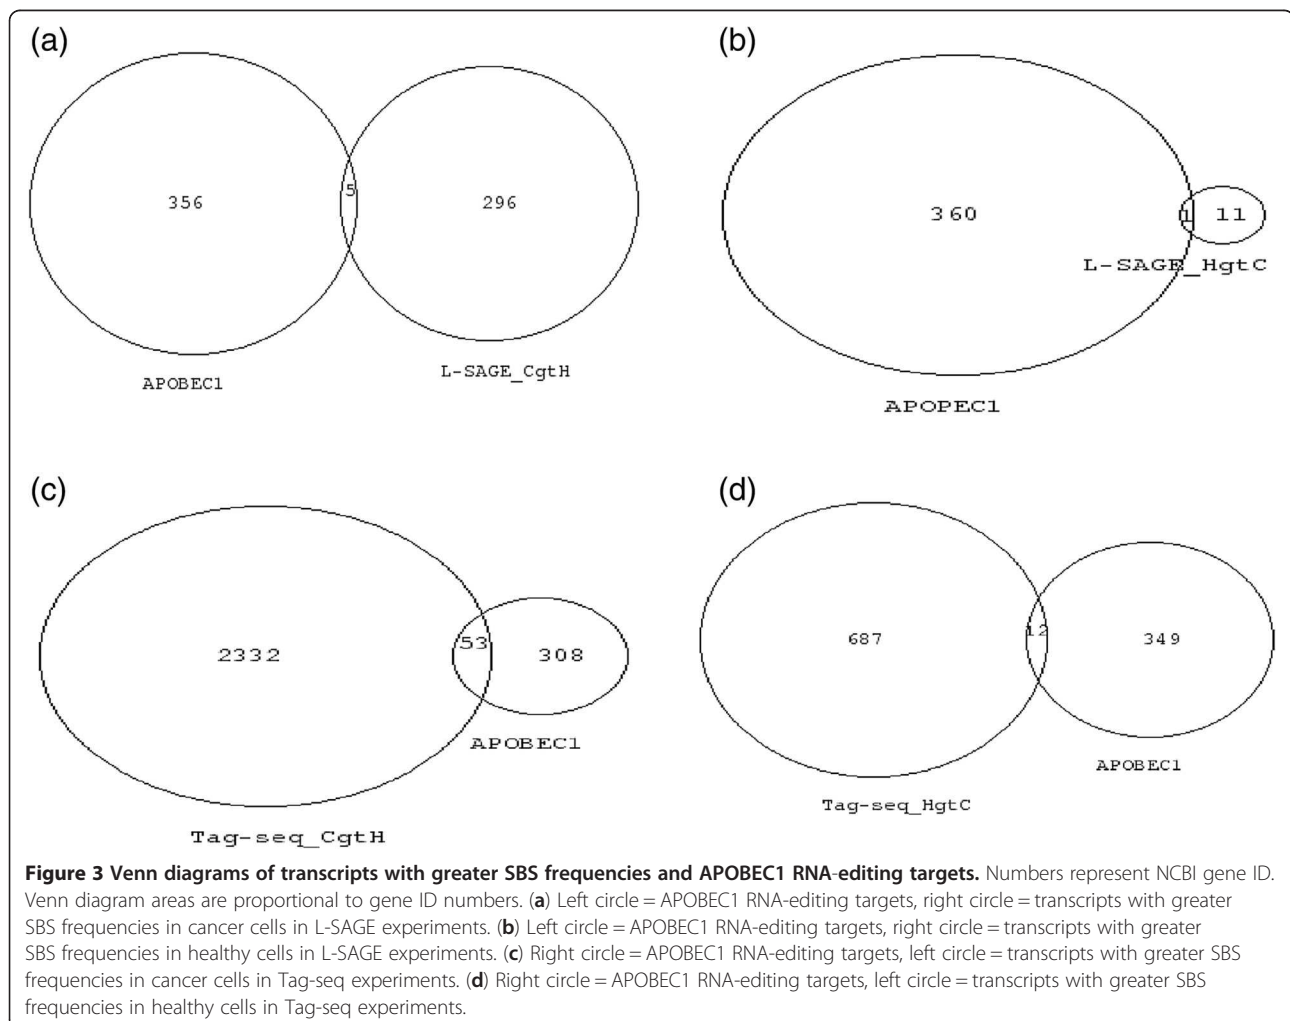 (a)
356
5
296
APOBEC1
L-SAGE_CgtH
(b)
360
1
11
L-SAGE_HgtC
APOPEC1
(c)
2332
53
308
APOBEC1
Tag-seq_CgtH
(d)
687
12
349
APOBEC1
Tag-seq_HgtC
Figure 3 Venn diagrams of transcripts with greater SBS frequencies and APOBEC1 RNA-editing targets. Numbers represent NCBI gene ID.
Venn diagram areas are proportional to gene ID numbers. (a) Left circle = APOBEC1 RNA-editing targets, right circle = transcripts with greater
SBS frequencies in cancer cells in L-SAGE experiments. (b) Left circle = APOBEC1 RNA-editing targets, right circle = transcripts with greater
SBS frequencies in healthy cells in L-SAGE experiments. (c) Right circle = APOBEC1 RNA-editing targets, left circle = transcripts with greater SBS
frequencies in cancer cells in Tag-seq experiments. (d) Right circle = APOBEC1 RNA-editing targets, left circle = transcripts with greater SBS
frequencies in healthy cells in Tag-seq experiments.